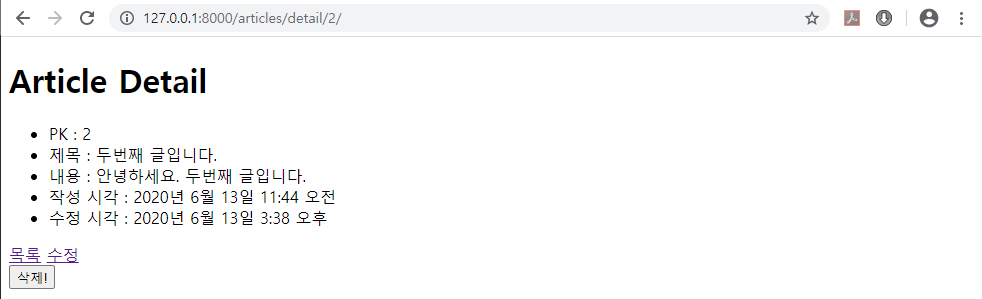 127.0.0.1:8000/articles/detail/2/
Article Detail
PK : 2
제목 : 두번째 글입니다.
내용 : 안녕하세요. 두번째 글입니다.
작성 시각 : 2020년 6월 13일 11:44 오전
수정 시각 : 2020년 6월 13일 3:38 오후
목록 수정
삭제!